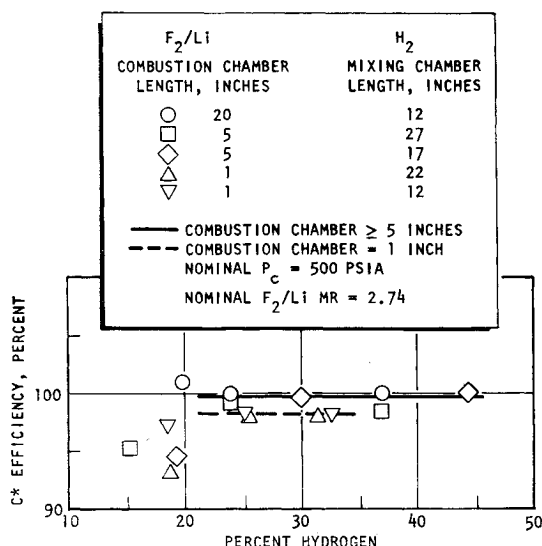 F2/Li H2
COMBUSTION CHAMBER MIXING CHAMBER
LENGTH, INCHES LENGTH, INCHES
20 12
5 27
5 17
1 22
1 12
COMBUSTION CHAMBER ≥ 5 INCHES
COMBUSTION CHAMBER = 1 INCH
NOMINAL Pc = 500 PSIA
NOMINAL F2/Li MR = 2.74
C* EFFICIENCY, PERCENT
100
90
10 20 30 40 50
PERCENT HYDROGEN